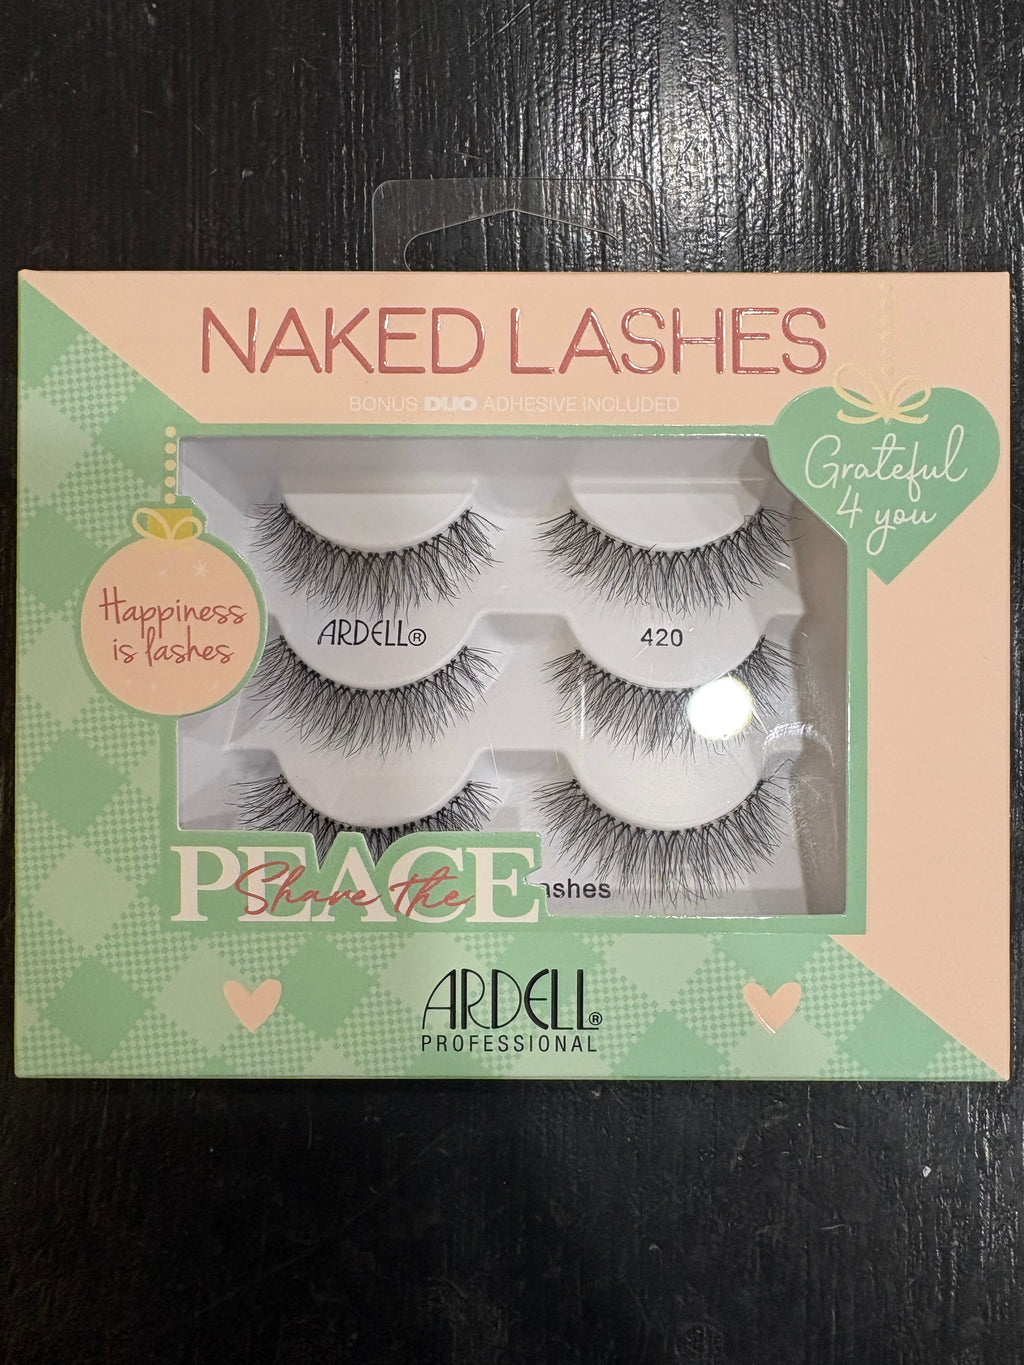 NAKED LASHES
BONUS DUO ADHESIVE INCLUDED
Grateful
4 you
Happiness
is lashes
ARDELL®
420
Share the
PEACE
ARDELL®
PROFESSIONAL